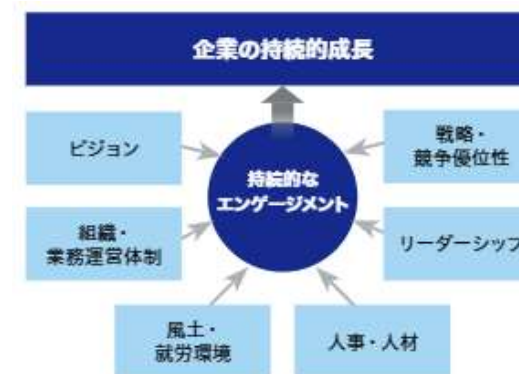 企業の持続的成長
ビジョン
戦略・
競争優位性
持続的な
エンゲージメント
組織・
業務運営体制
リーダーシップ
風土・
就労環境
人事・人材